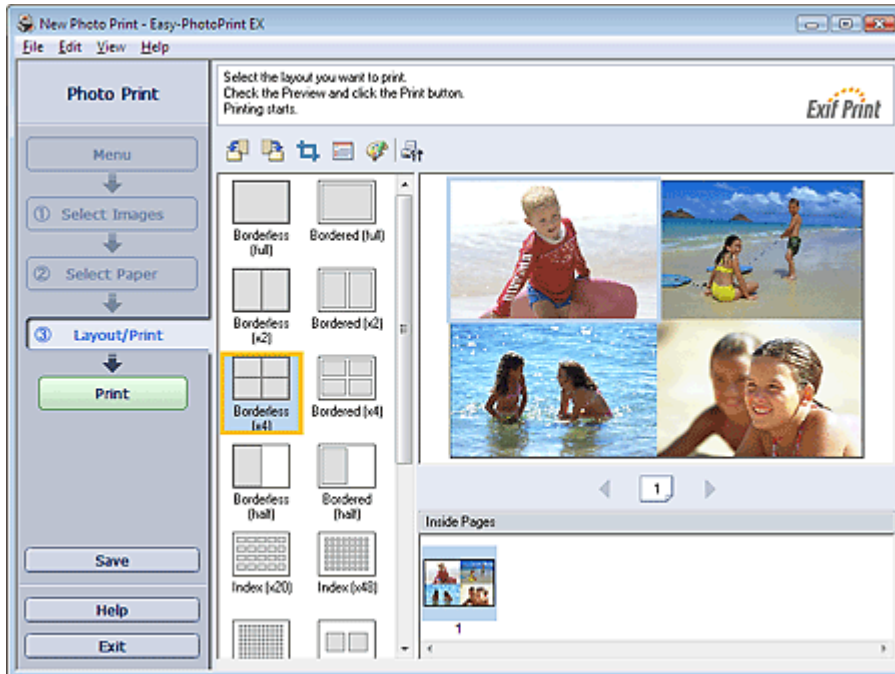 New Photo Print - Easy-PhotoPrint EX
File Edit View Help
Photo Print
Menu
① Select Images
② Select Paper
③ Layout/Print
Print
Save
Help
Exit
Select the layout you want to print.
Check the Preview and click the Print button.
Printing starts.
Exif Print
Borderless
(full)
Bordered (full)
Borderless
(x2)
Bordered (x2)
Borderless
(x4)
Bordered (x4)
Borderless
(half)
Bordered
(half)
Index (x20)
Index (x48)
1
Inside Pages
1